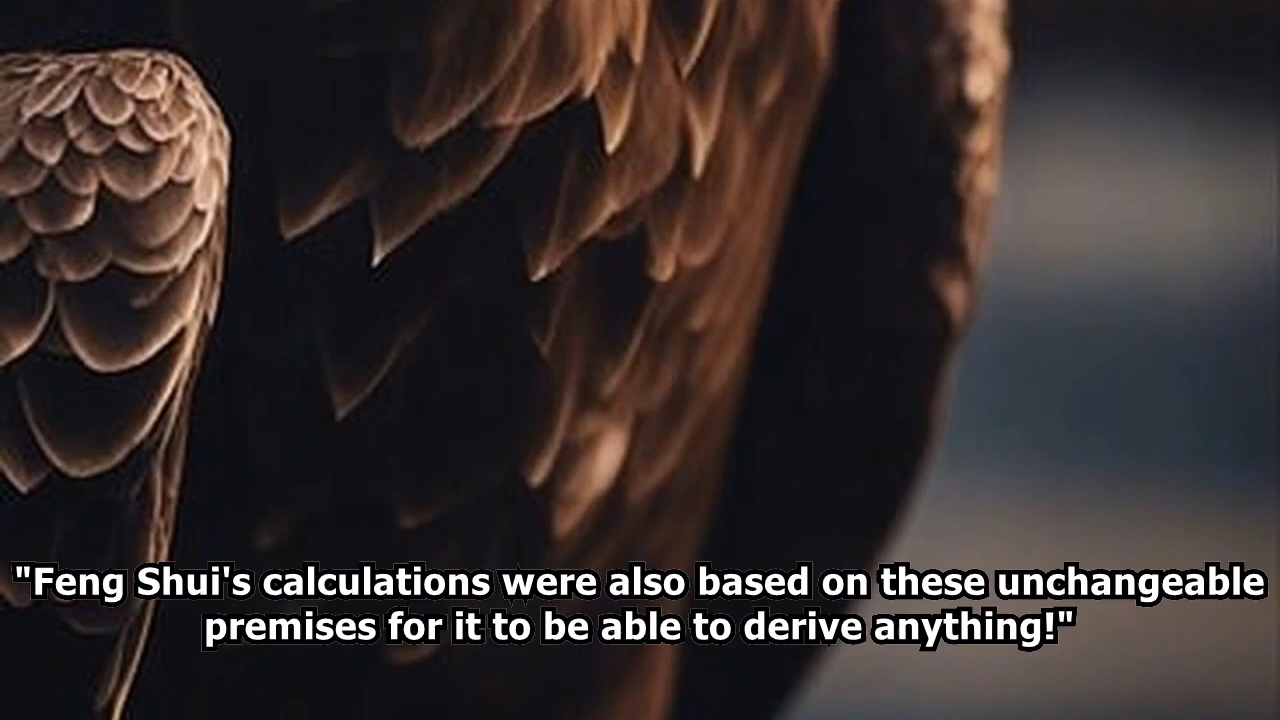 "Feng Shui's calculations were also based on these unchangeable
premises for it to be able to derive anything!"